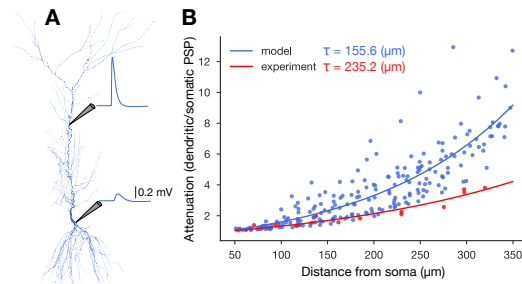 A
B
0.2 mV
model τ = 155.6 (µm)
experiment τ = 235.2 (µm)
Attenuation (dendritic/somatic PSP)
12
10
8
6
4
2
50 100 150 200 250 300 350
Distance from soma (µm)